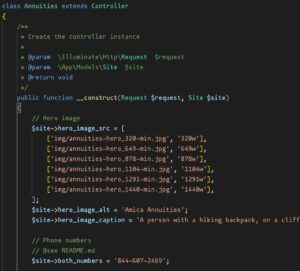 class Annuities extends Controller
{
/**
* Create the controller instance
*
* @param \Illuminate\Http\Request $request
* @param \App\Models\Site $site
* @return void
*/
public function __construct(Request $request, Site $site)
{
// Hero image
$site->hero_image_src = [
['img/annuities-hero_320-min.jpg', '320w'],
['img/annuities-hero_649-min.jpg', '649w'],
['img/annuities-hero_878-min.jpg', '878w'],
['img/annuities-hero_1104-min.jpg', '1104w'],
['img/annuities-hero_1291-min.jpg', '1291w'],
['img/annuities-hero_1440-min.jpg', '1440w'],
];
$site->hero_image_alt = 'Amica Annuities';
$site->hero_image_caption = 'A person with a hiking backpack, on a cliff
// Phone numbers
// @see README.md
$site->both_numbers = '844-607-2469';